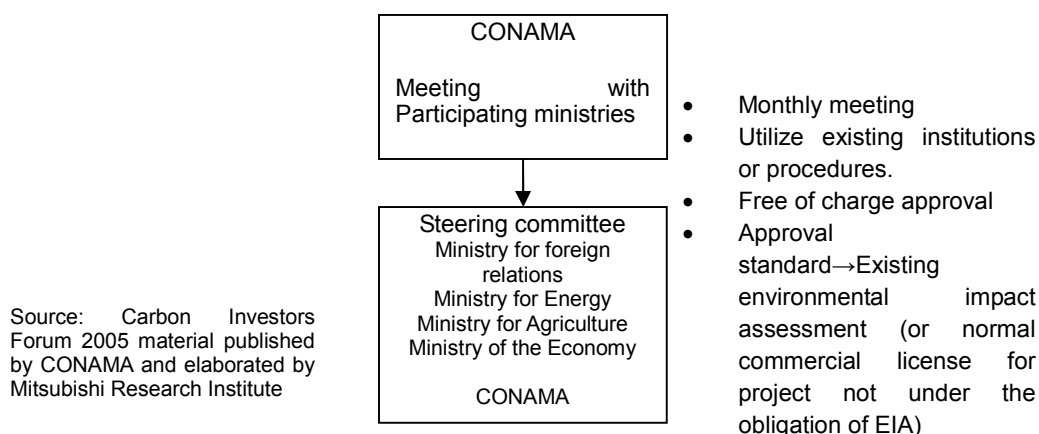 CONAMA
Meeting with
Participating ministries
Steering committee
Ministry for foreign
relations
Ministry for Energy
Ministry for Agriculture
Ministry of the Economy
CONAMA
• Monthly meeting
• Utilize existing institutions
or procedures.
• Free of charge approval
• Approval
standard→Existing
environmental impact
assessment (or normal
commercial license for
project not under the
obligation of EIA)
Source: Carbon Investors
Forum 2005 material published
by CONAMA and elaborated by
Mitsubishi Research Institute